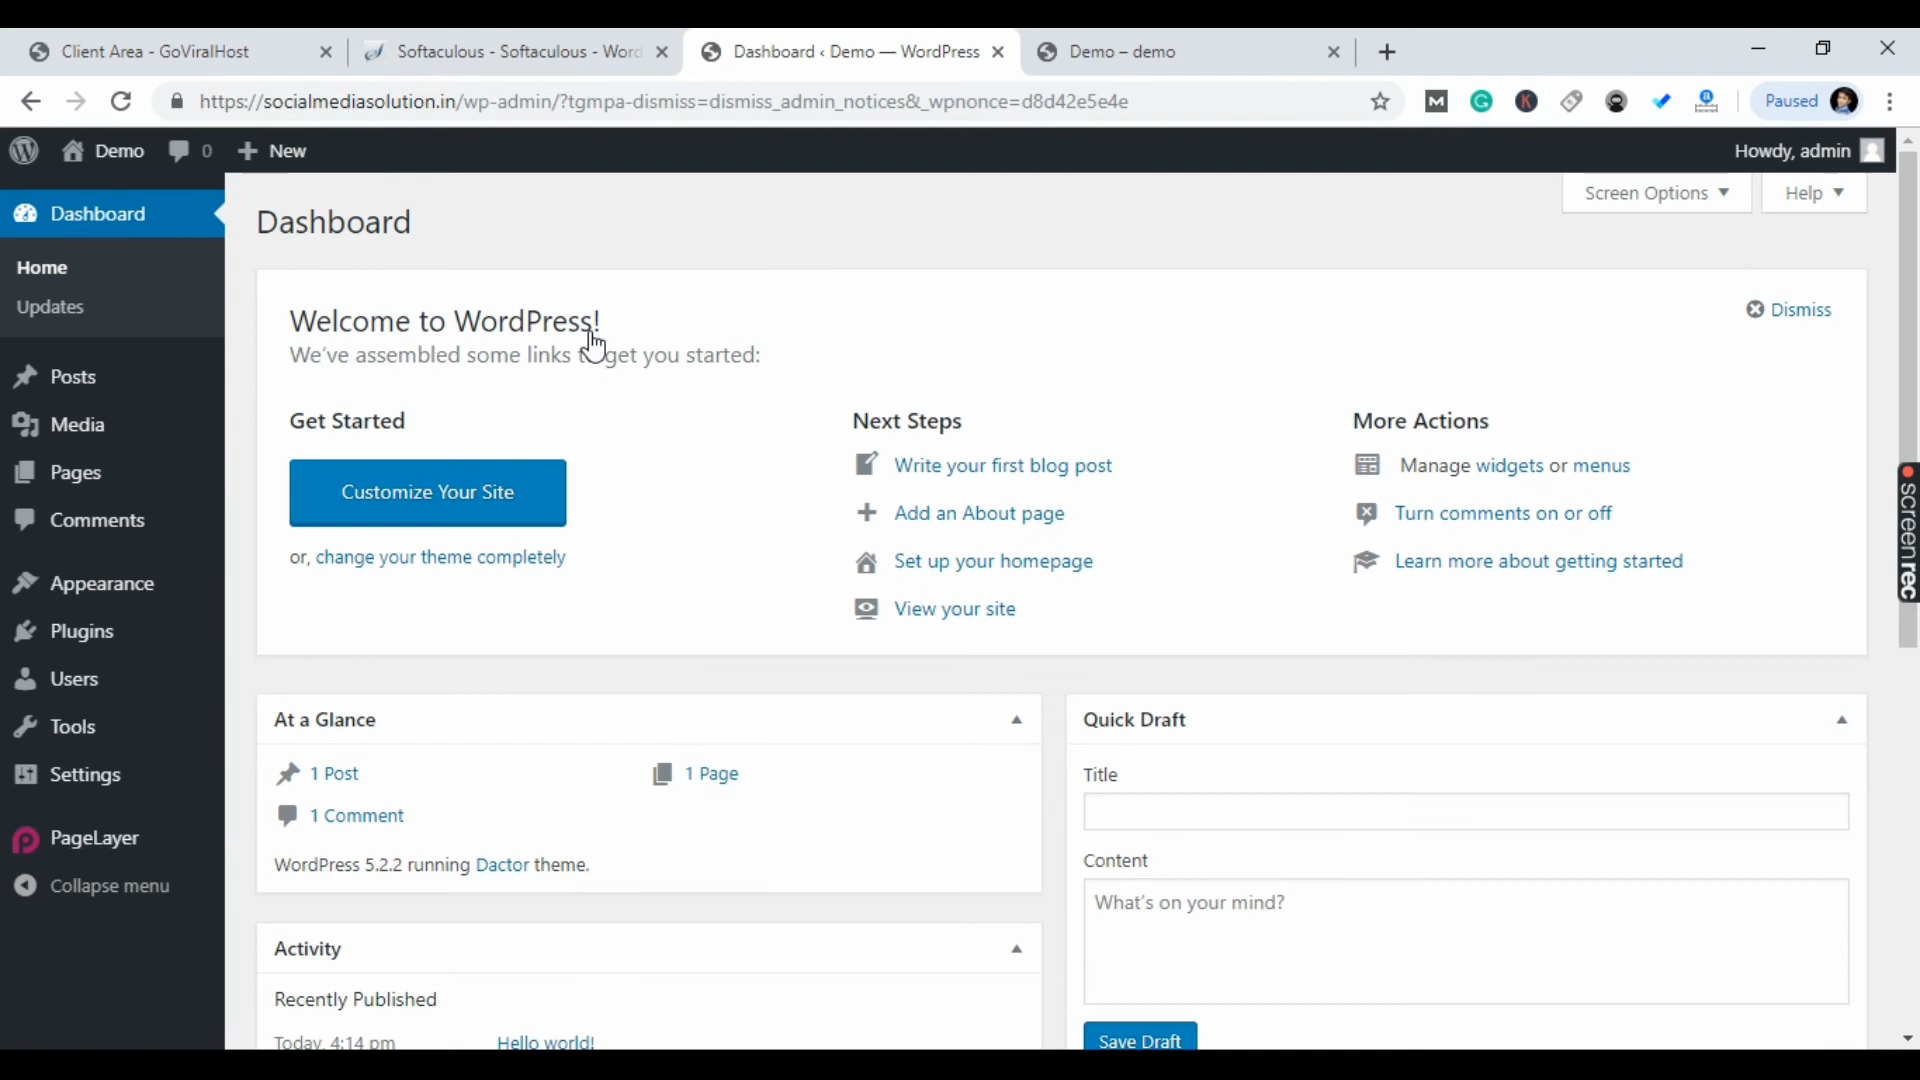 Client Area - GoViralHost
Softaculous - Softaculous - Word
Dashboard ‹ Demo — WordPress
Demo – demo
https://socialmediasolution.in/wp-admin/?tgmpa-dismiss=dismiss_admin_notices&_wpnonce=d8d42e5e4e
Paused
Demo
0
New
Howdy, admin
Dashboard
Home
Updates
Posts
Media
Pages
Comments
Appearance
Plugins
Users
Tools
Settings
PageLayer
Collapse menu
Screen Options
Help
Dashboard
Welcome to WordPress!
Dismiss
We've assembled some links to get you started:
Get Started
Customize Your Site
or, change your theme completely
Next Steps
Write your first blog post
Add an About page
Set up your homepage
View your site
More Actions
Manage widgets or menus
Turn comments on or off
Learn more about getting started
At a Glance
1 Post
1 Page
1 Comment
WordPress 5.2.2 running Dactor theme.
Activity
Recently Published
Today, 4:14 pm
Hello world!
Quick Draft
Title
Content
What's on your mind?
Save Draft
screenrec